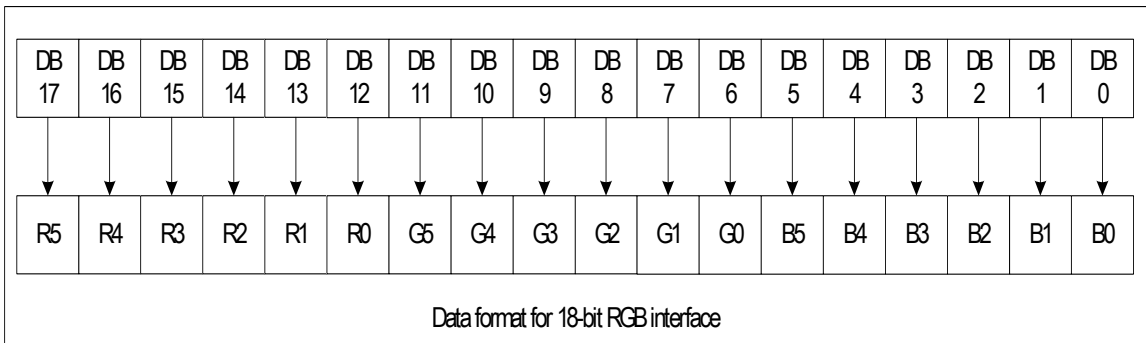 DB DB DB DB DB DB DB DB DB DB DB DB DB DB DB DB DB DB
17 16 15 14 13 12 11 10 9 8 7 6 5 4 3 2 1 0
R5 R4 R3 R2 R1 R0 G5 G4 G3 G2 G1 G0 B5 B4 B3 B2 B1 B0
Data format for 18-bit RGB interface